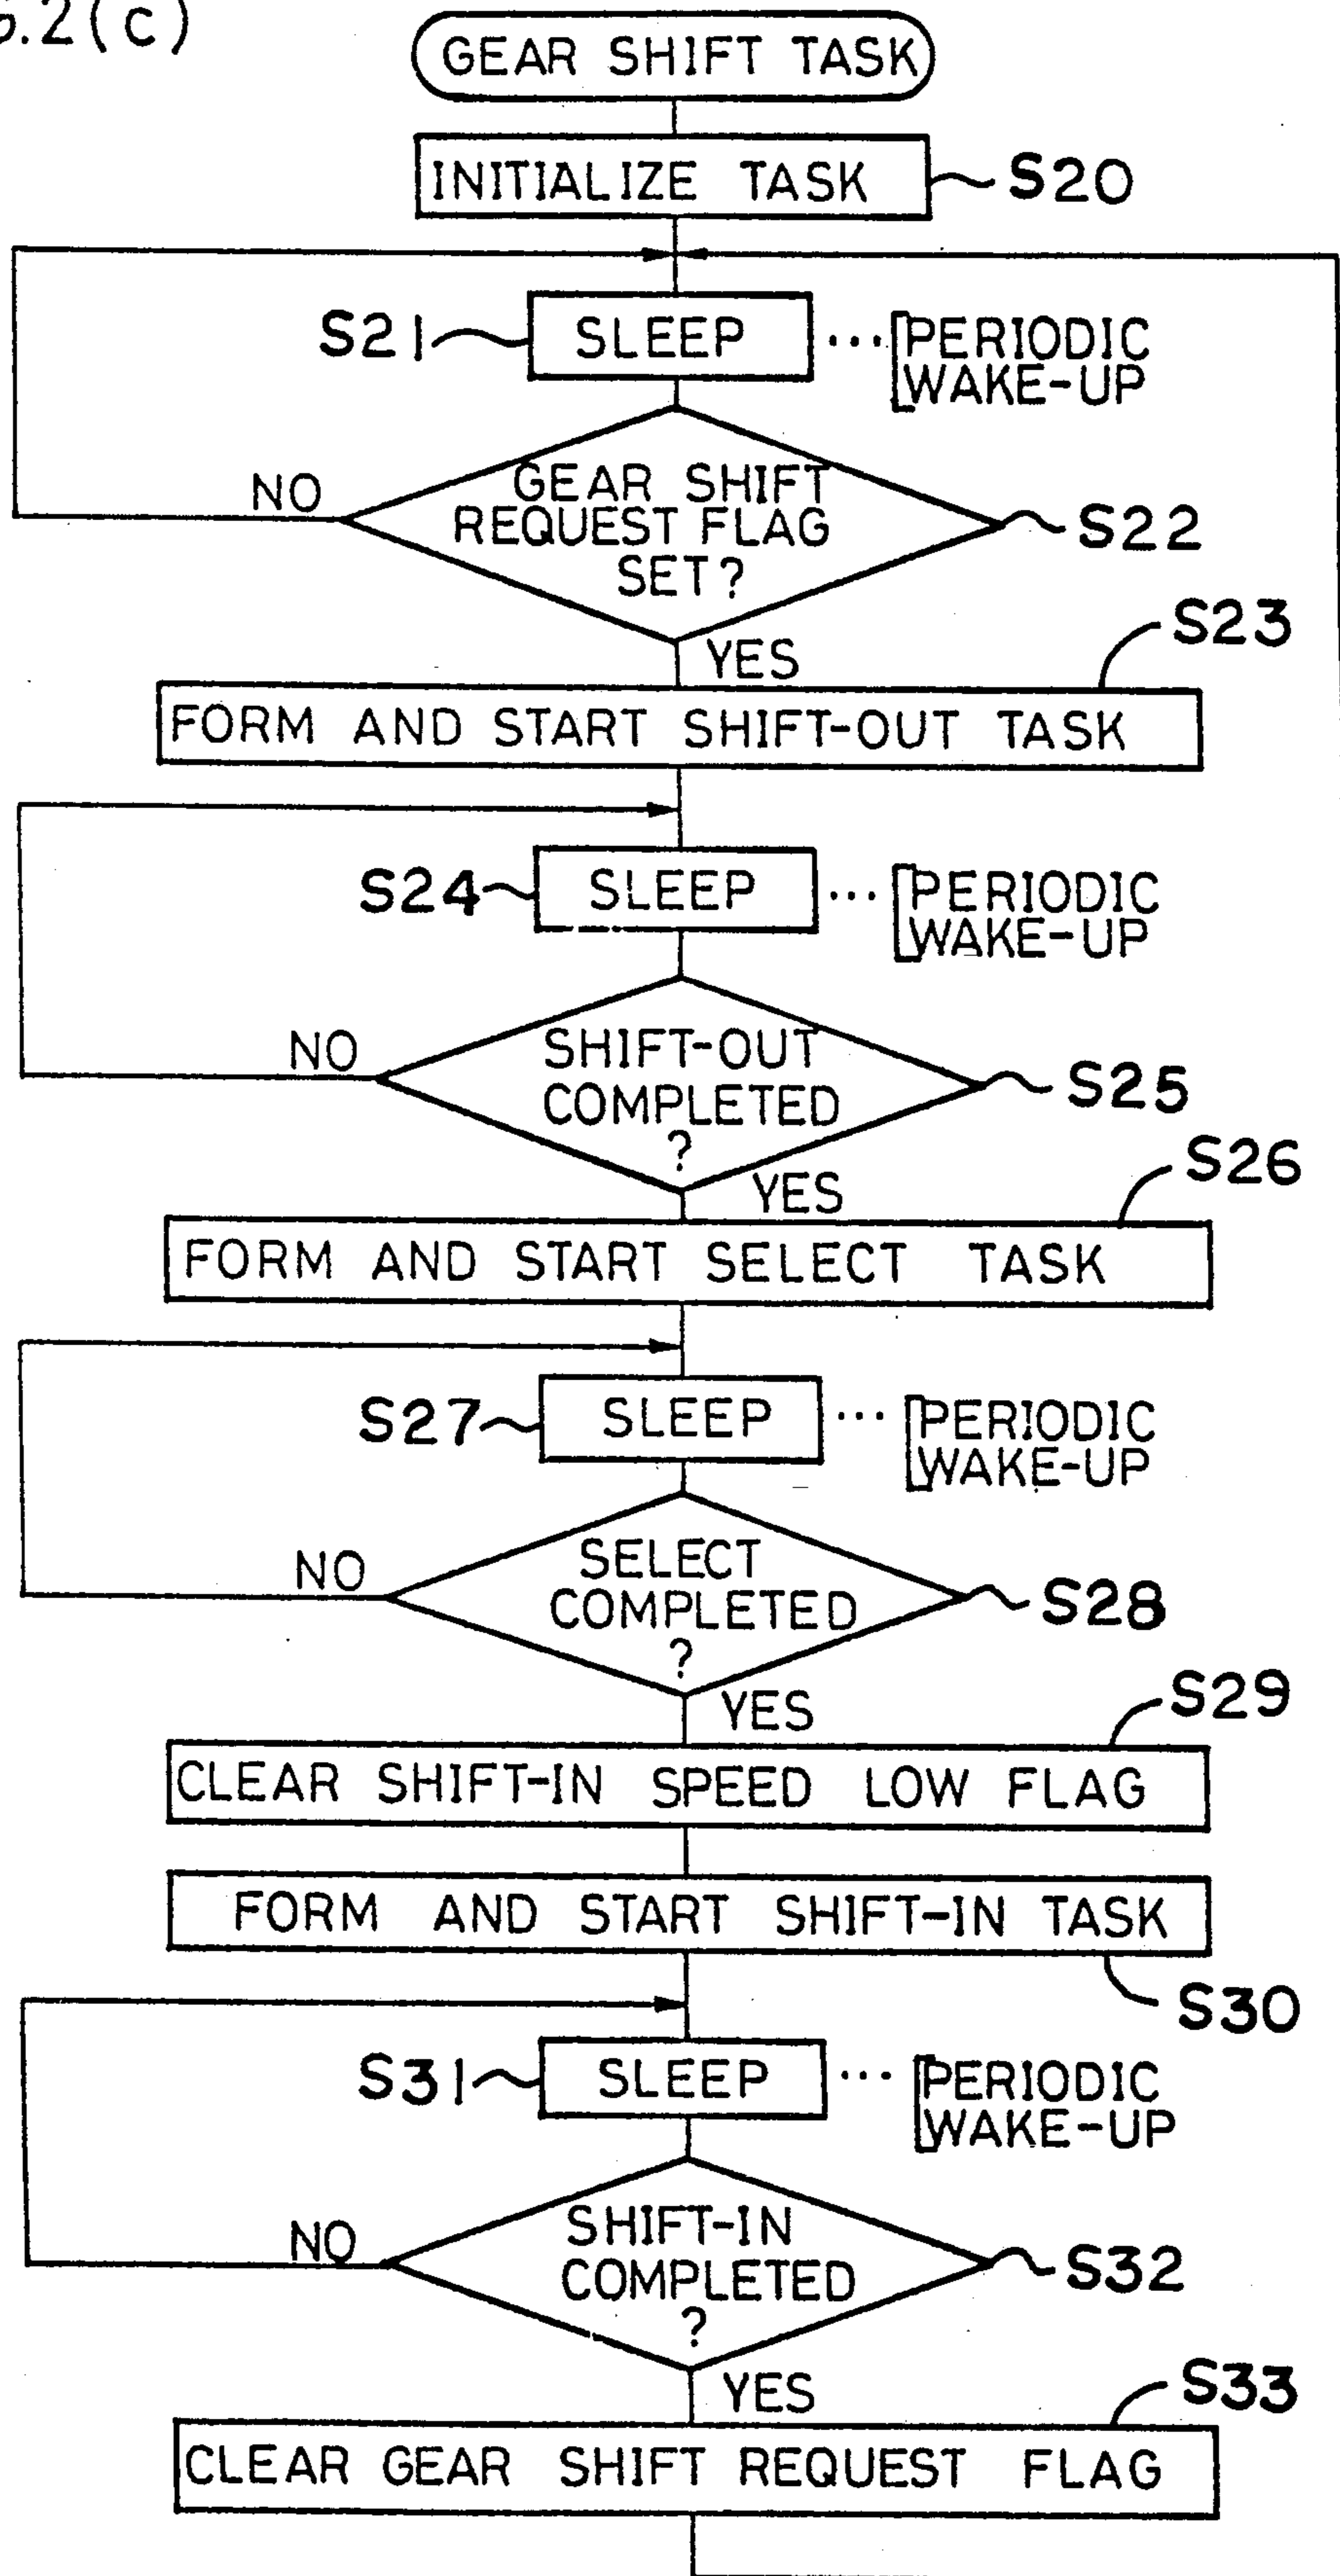 G.2(c)
GEAR SHIFT TASK
INITIALIZE TASK
S20
S21
SLEEP
... PERIODIC
WAKE-UP
NO
GEAR SHIFT
REQUEST FLAG
SET?
S22
YES
S23
FORM AND START SHIFT-OUT TASK
S24
SLEEP
... PERIODIC
WAKE-UP
NO
SHIFT-OUT
COMPLETED
?
S25
YES
S26
FORM AND START SELECT TASK
S27
SLEEP
... PERIODIC
WAKE-UP
NO
SELECT
COMPLETED
?
S28
YES
S29
CLEAR SHIFT-IN SPEED LOW FLAG
FORM AND START SHIFT-IN TASK
S30
S31
SLEEP
... PERIODIC
WAKE-UP
NO
SHIFT-IN
COMPLETED
?
S32
YES
S33
CLEAR GEAR SHIFT REQUEST FLAG